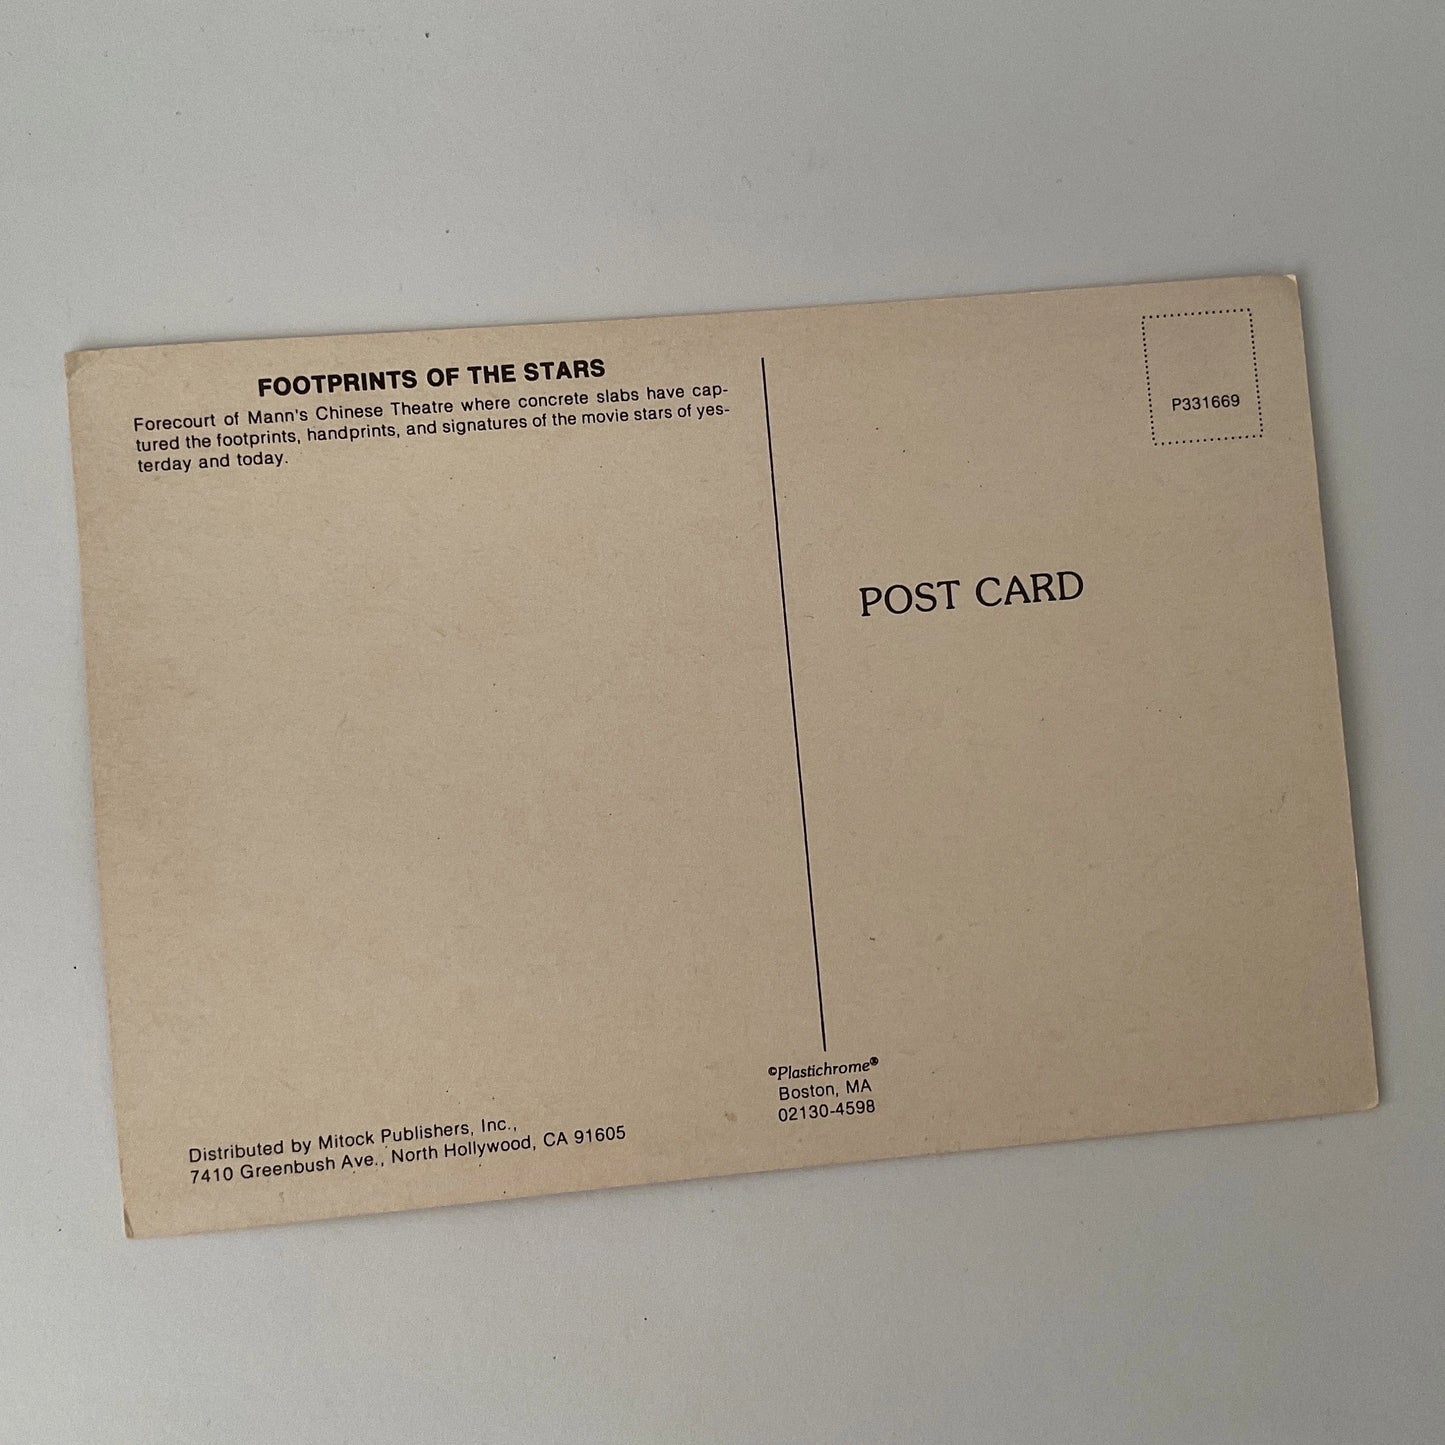 FOOTPRINTS OF THE STARS
Forecourt of Mann's Chinese Theatre where concrete slabs have cap-
tured the footprints, handprints, and signatures of the movie stars of yes-
terday and today.
P331669
POST CARD
©Plastichrome®
Boston, MA
02130-4598
Distributed by Mitock Publishers, Inc.,
7410 Greenbush Ave., North Hollywood, CA 91605